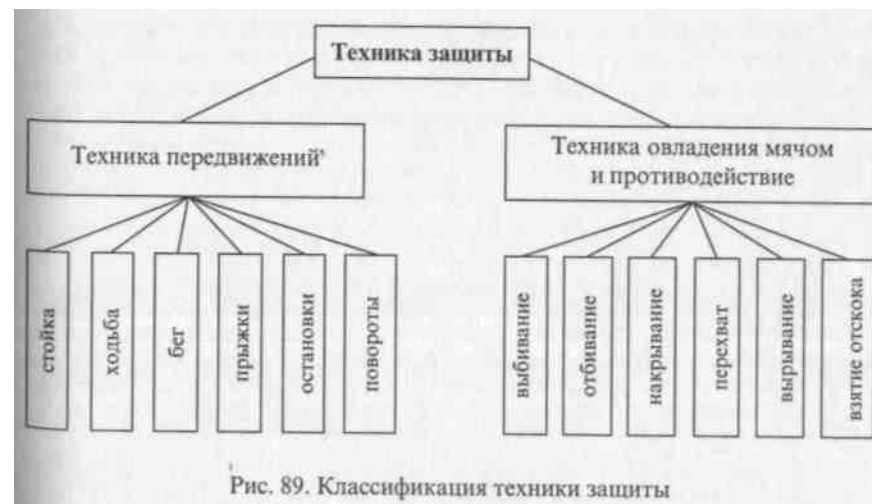 Техника защиты
Техника передвижений
Техника овладения мячом
и противодействие
стойка
ходьба
бег
прыжки
остановки
повороты
выбивание
отбивание
накрывание
перехват
вырывание
взятие отскока
Рис. 89. Классификация техники защиты